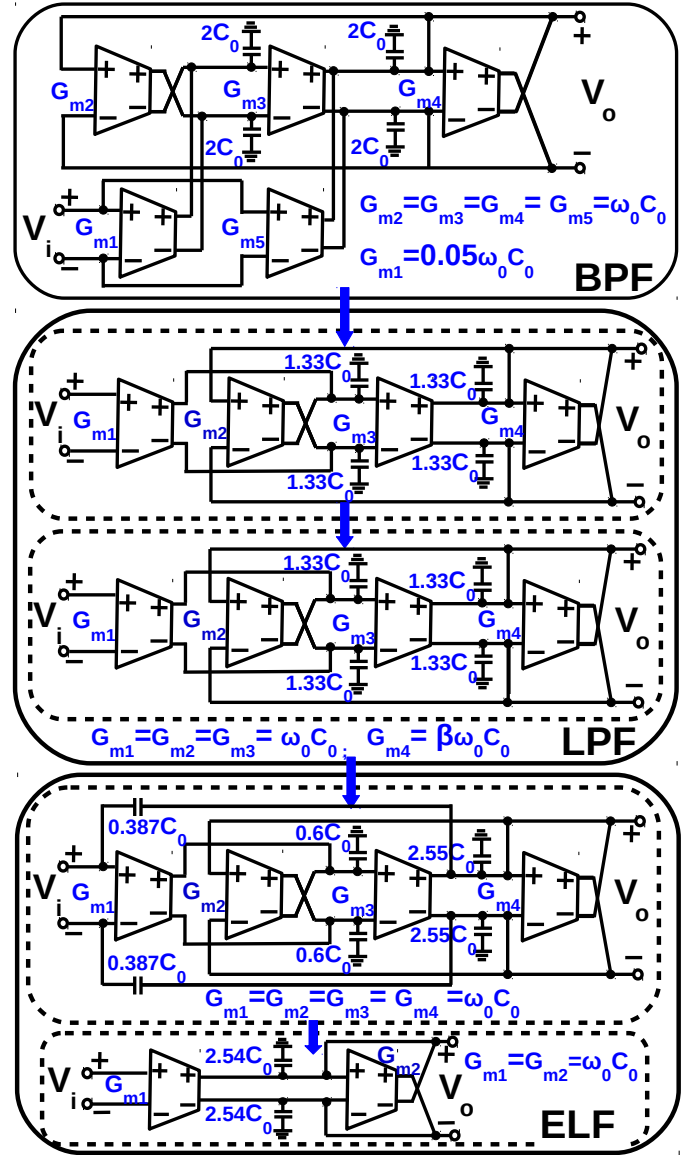 2C0 2C0
+
Gm2 + − Gm3 + − Gm4 + − Vo
2C0 2C0
−
Vi + − Gm1 + − Gm5 + −
Gm2=Gm3=Gm4= Gm5=ω0C0
Gm1=0.05ω0C0
BPF
1.33C0 1.33C0
+
Vi + − Gm1 + − Gm2 + − Gm3 + − Gm4 + − Vo
1.33C0 1.33C0
−
1.33C0 1.33C0
+
Vi + − Gm1 + − Gm2 + − Gm3 + − Gm4 + − Vo
1.33C0 1.33C0
−
Gm1=Gm2=Gm3= ω0C0; Gm4= βω0C0
LPF
0.387C0 0.6C0 2.55C0
+
Vi + − Gm1 + − Gm2 + − Gm3 + − Gm4 + − Vo
0.387C0 0.6C0 2.55C0
−
Gm1=Gm2=Gm3= Gm4=ω0C0
2.54C0
+
Vi + − Gm1 + − Gm2 + − Vo
2.54C0
−
Gm1=Gm2=ω0C0
ELF